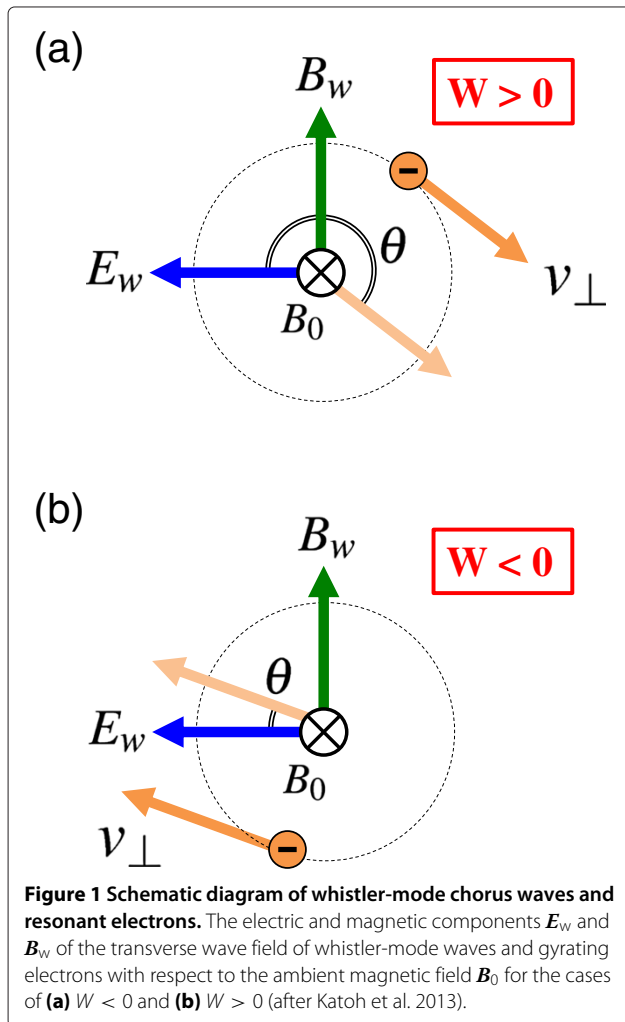 (a)
B_w
W > 0
E_w
θ
B_0
v_⊥
(b)
B_w
W < 0
θ
E_w
B_0
v_⊥
Figure 1 Schematic diagram of whistler-mode chorus waves and
resonant electrons. The electric and magnetic components E_w and
B_w of the transverse wave field of whistler-mode waves and gyrating
electrons with respect to the ambient magnetic field B_0 for the cases
of (a) W < 0 and (b) W > 0 (after Katoh et al. 2013).